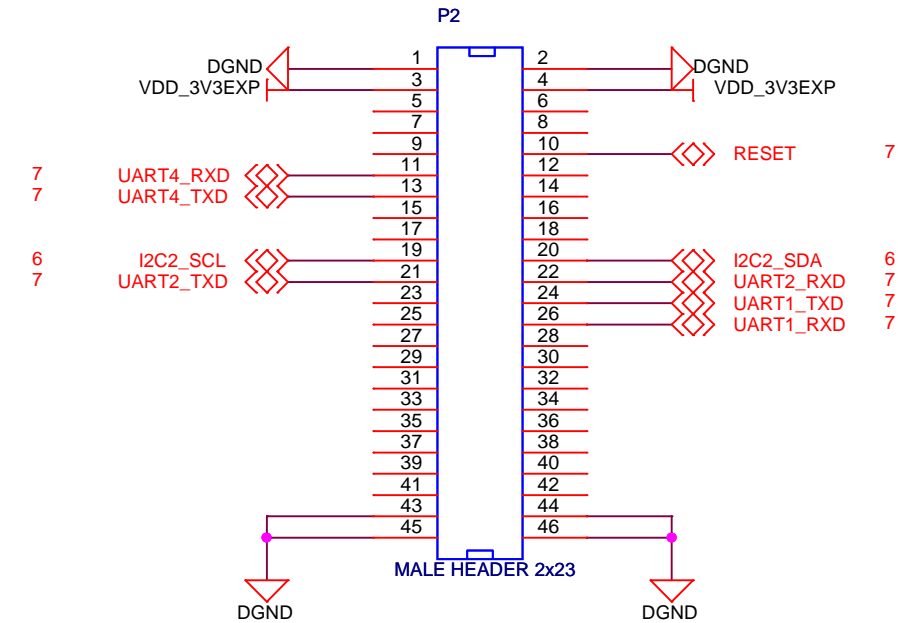 P2
1 2
DGND DGND
3 4
VDD_3V3EXP VDD_3V3EXP
5 6
7 8
9 10
RESET 7
11 12
7 UART4_RXD
13 14
7 UART4_TXD
15 16
17 18
19 20
6 I2C2_SCL I2C2_SDA 6
21 22
7 UART2_TXD UART2_RXD 7
23 24
UART1_TXD 7
25 26
UART1_RXD 7
27 28
29 30
31 32
33 34
35 36
37 38
39 40
41 42
43 44
45 46
MALE HEADER 2x23
DGND DGND